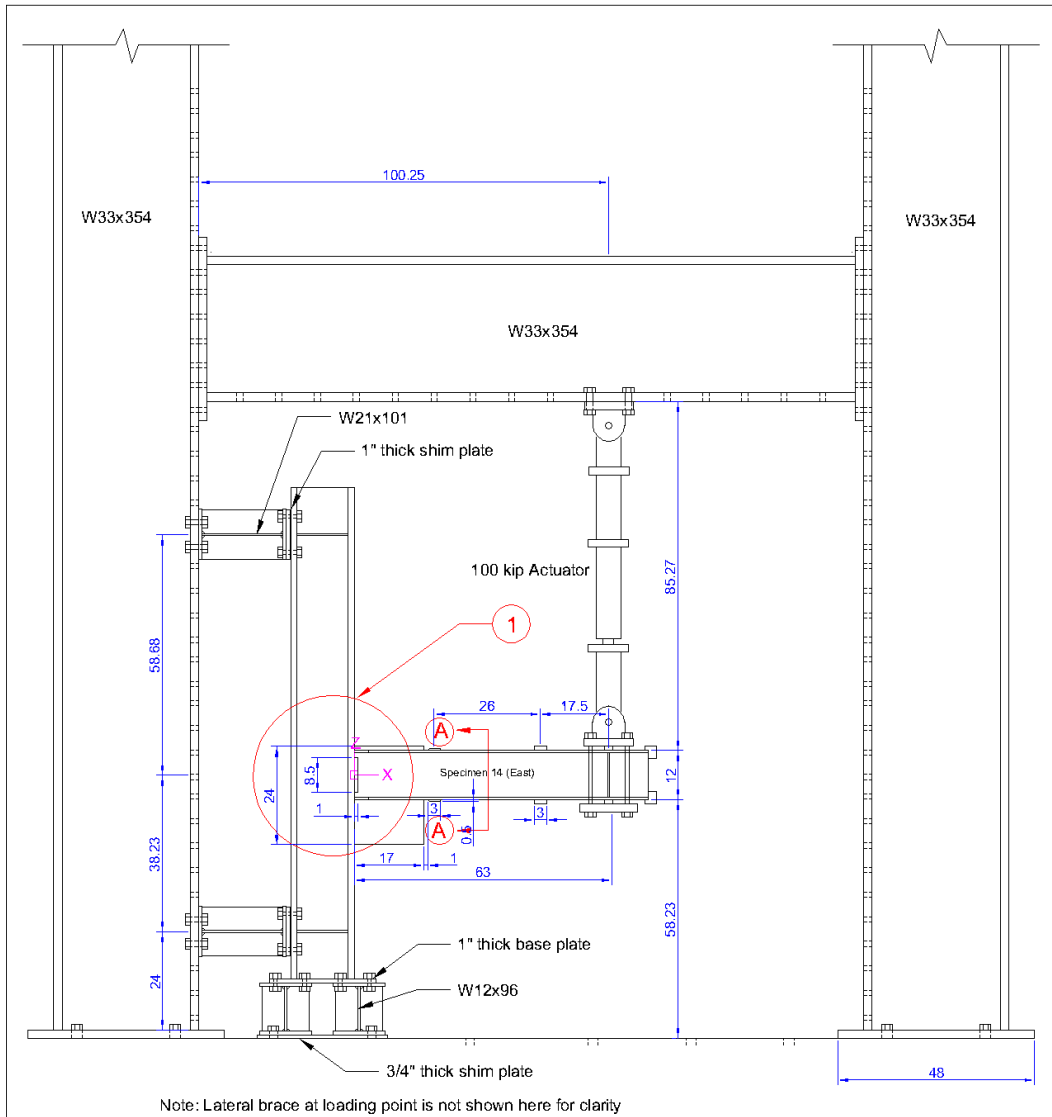 100.25
W33x354
W33x354
W33x354
W21x101
1" thick shim plate
100 kip Actuator
85.27
58.68
1
26
17.5
A
Z
X
8.5
24
Specimen 14 (East)
12
1
3
3
0.5
A
17
1
63
38.23
58.23
24
1" thick base plate
W12x96
3/4" thick shim plate
48
Note: Lateral brace at loading point is not shown here for clarity